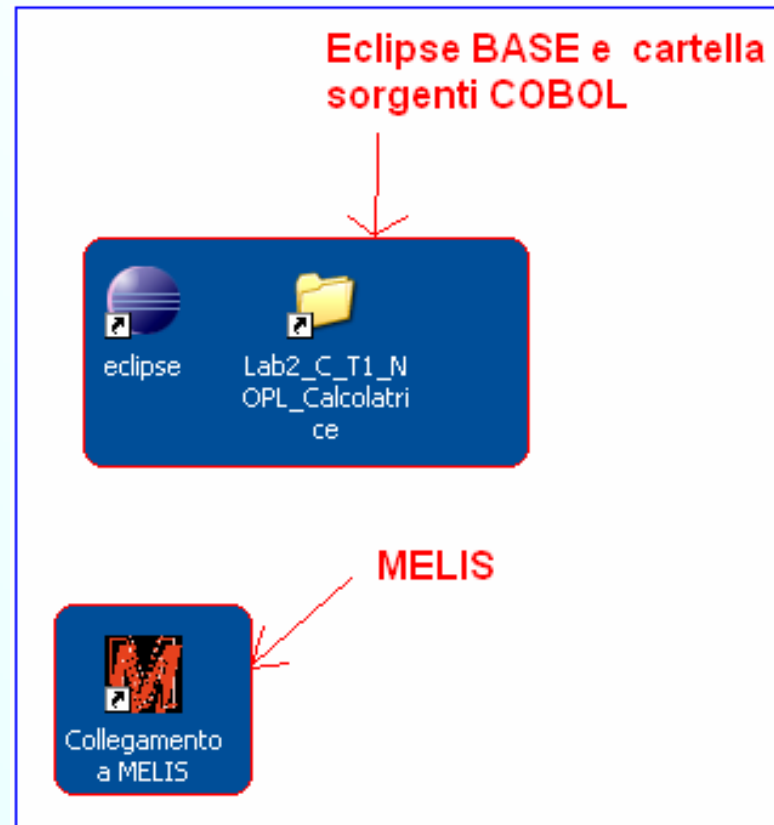 Eclipse BASE e cartella
sorgenti COBOL
eclipse
Lab2_C_T1_N
OPL_Calcolatri
ce
MELIS
M
Collegamento
a MELIS